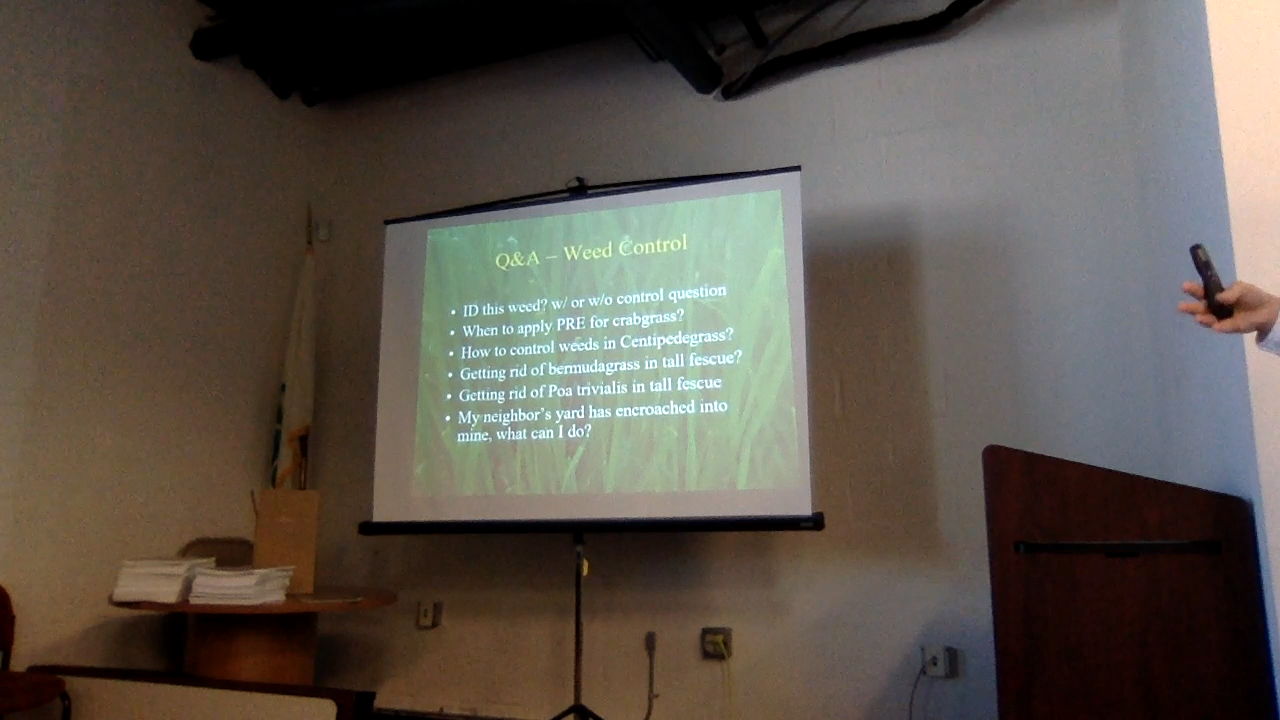 Q&A – Weed Control
• ID this weed? w/ or w/o control question
• When to apply PRE for crabgrass?
• How to control weeds in Centipedegrass?
• Getting rid of bermudagrass in tall fescue?
• Getting rid of Poa trivialis in tall fescue
• My neighbor's yard has encroached into
mine, what can I do?